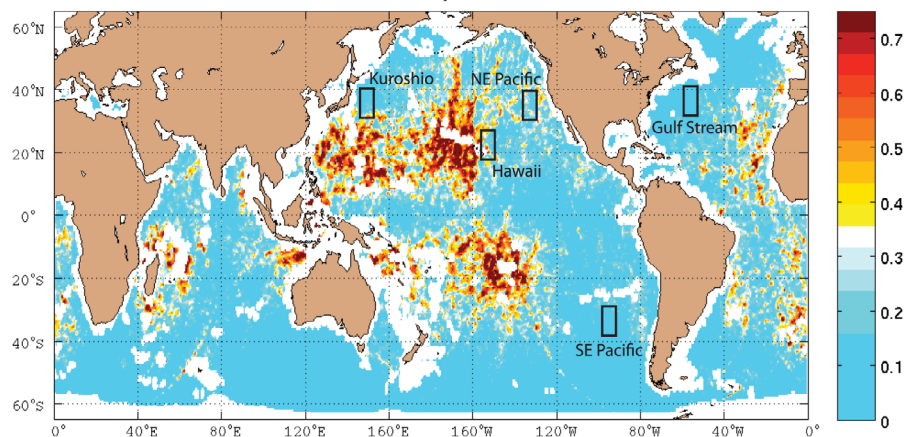 60°N
40°N
20°N
0°
20°S
40°S
60°S
0°
40°E
80°E
120°E
160°E
160°W
120°W
80°W
40°W
0°
Kuroshio
NE Pacific
Gulf Stream
Hawaii
SE Pacific
0.7
0.6
0.5
0.4
0.3
0.2
0.1
0